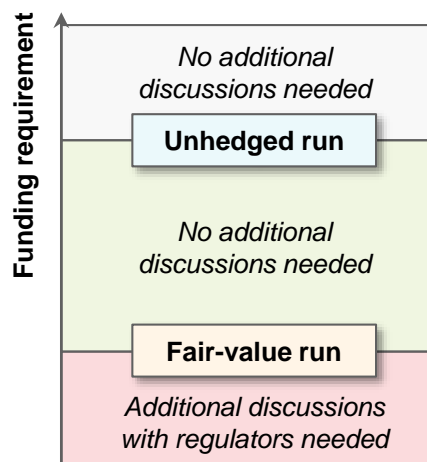 Funding requirement
No additional
discussions needed
Unhedged run
No additional
discussions needed
Fair-value run
Additional discussions
with regulators needed